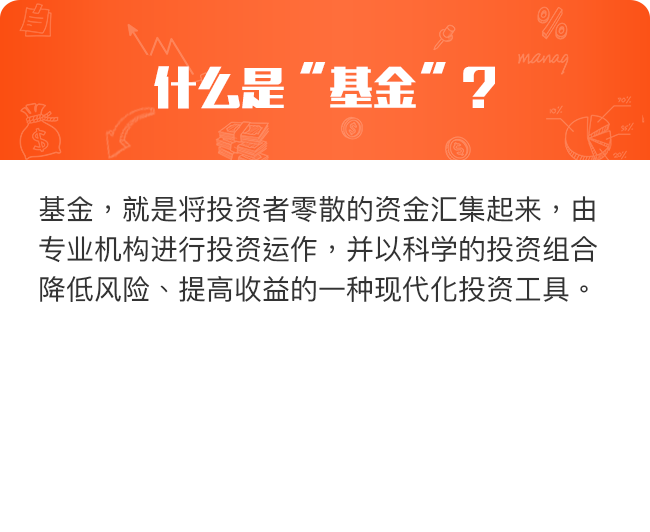 什么是“基金”？
manag
基金，就是将投资者零散的资金汇集起来，由
专业机构进行投资运作，并以科学的投资组合
降低风险、提高收益的一种现代化投资工具。